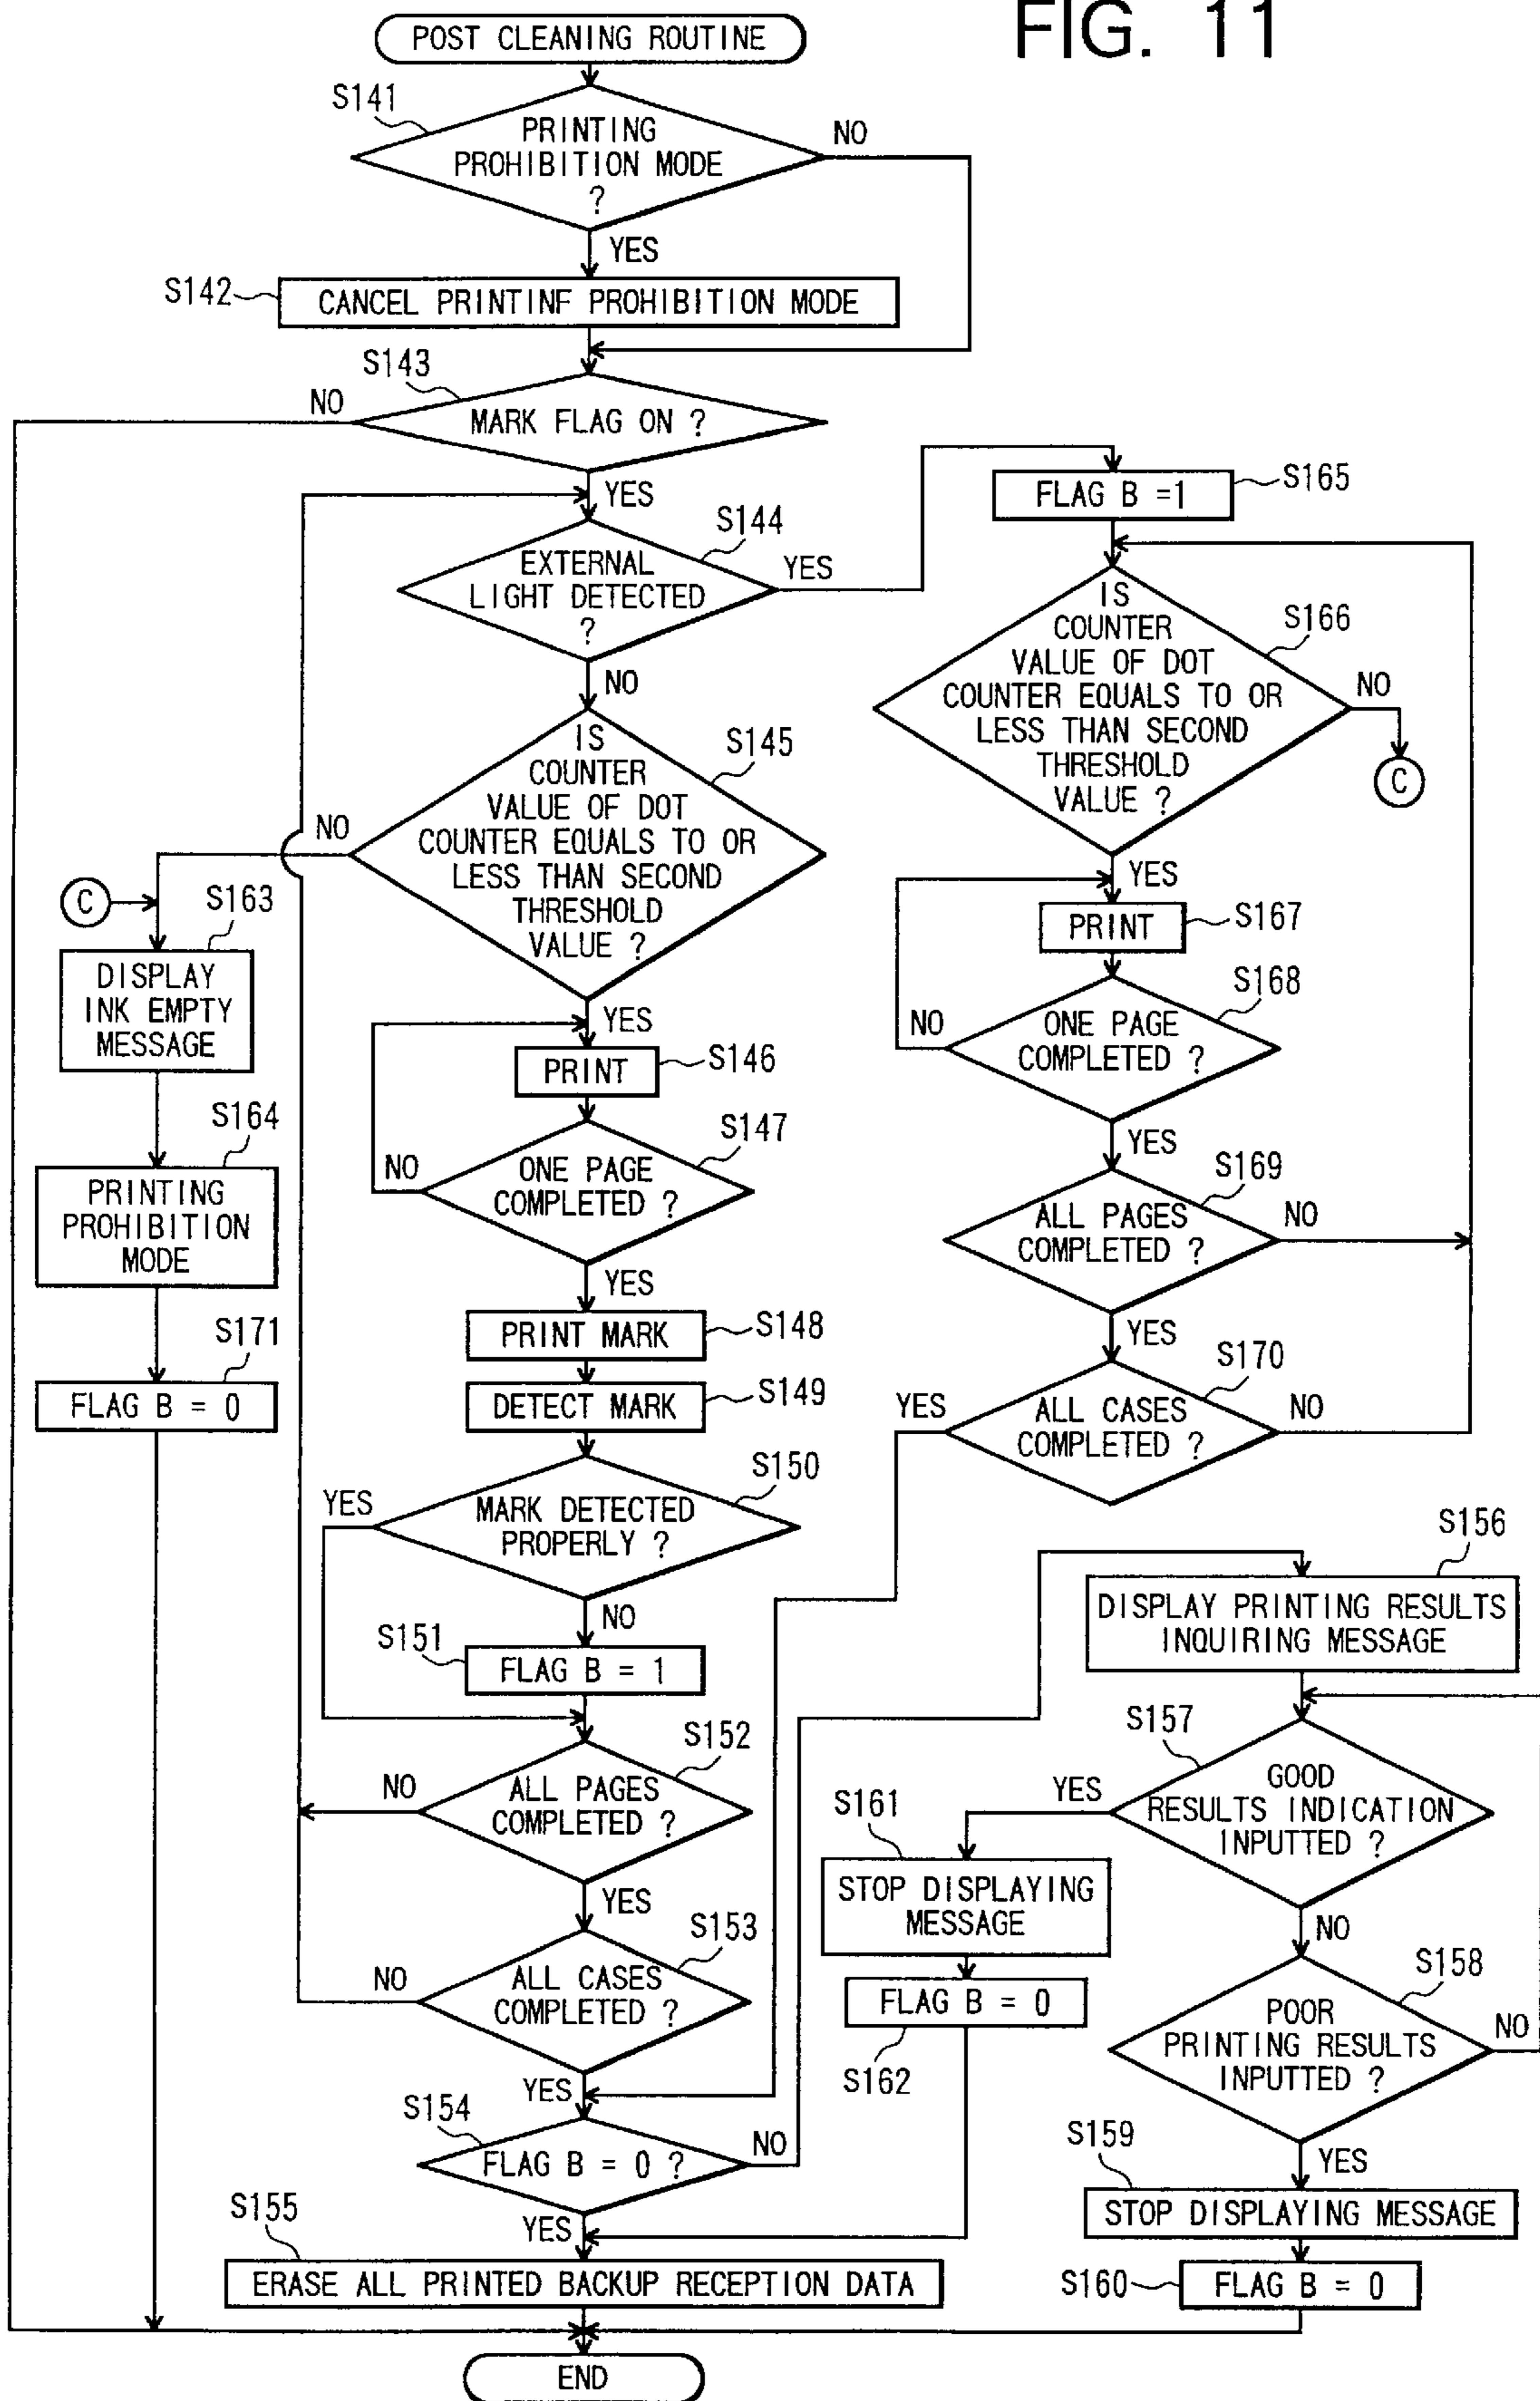 FIG. 11
POST CLEANING ROUTINE
S141
PRINTING
PROHIBITION MODE
?
NO
YES
S142
CANCEL PRINTINF PROHIBITION MODE
S143
NO
MARK FLAG ON ?
YES
S144
EXTERNAL
LIGHT DETECTED
?
YES
NO
S145
IS
COUNTER
VALUE OF DOT
COUNTER EQUALS TO OR
LESS THAN SECOND
THRESHOLD
VALUE ?
NO
YES
C
S163
DISPLAY
INK EMPTY
MESSAGE
S164
PRINTING
PROHIBITION
MODE
S171
FLAG B = 0
PRINT
S146
S147
ONE PAGE
COMPLETED ?
NO
YES
PRINT MARK
S148
DETECT MARK
S149
S150
MARK DETECTED
PROPERLY ?
YES
NO
S151
FLAG B = 1
S152
ALL PAGES
COMPLETED ?
NO
YES
S153
ALL CASES
COMPLETED ?
NO
YES
S154
FLAG B = 0 ?
NO
YES
S155
ERASE ALL PRINTED BACKUP RECEPTION DATA
END
FLAG B =1
S165
IS
COUNTER
VALUE OF DOT
COUNTER EQUALS TO OR
LESS THAN SECOND
THRESHOLD
VALUE ?
S166
NO
C
YES
PRINT
S167
S168
ONE PAGE
COMPLETED ?
NO
YES
S169
ALL PAGES
COMPLETED ?
NO
YES
S170
ALL CASES
COMPLETED ?
YES
NO
S156
DISPLAY PRINTING RESULTS
INQUIRING MESSAGE
S157
GOOD
RESULTS INDICATION
INPUTTED ?
YES
NO
S161
STOP DISPLAYING
MESSAGE
FLAG B = 0
S162
S158
POOR
PRINTING RESULTS
INPUTTED ?
NO
YES
S159
STOP DISPLAYING MESSAGE
S160
FLAG B = 0